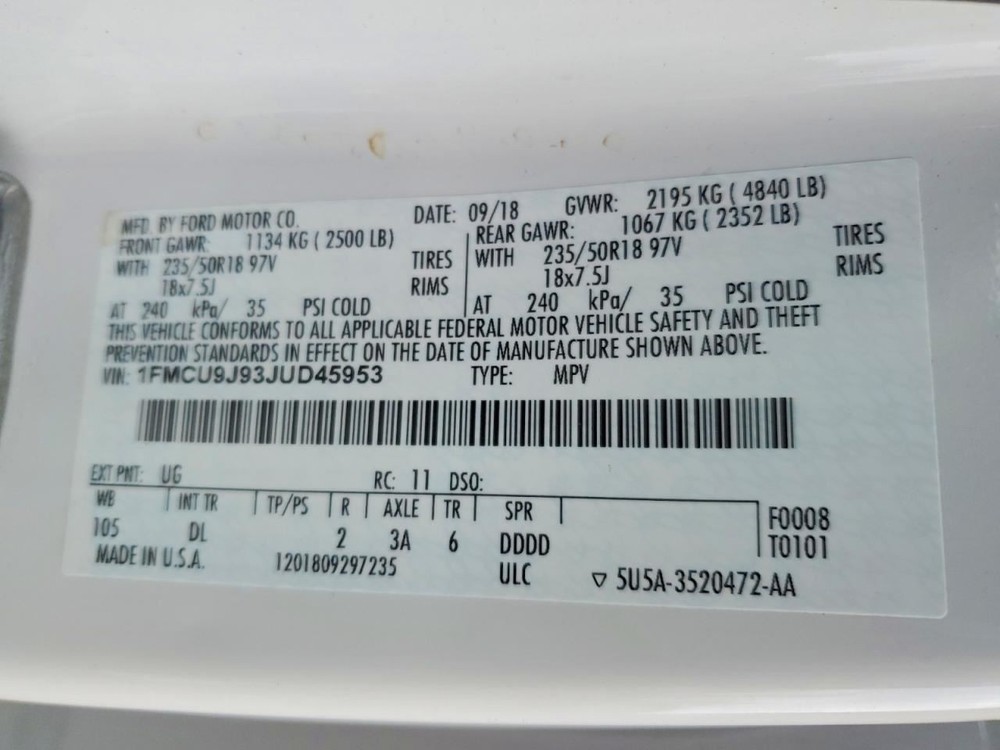 MFD. BY FORD MOTOR CO. DATE: 09/18 GVWR: 2195 KG ( 4840 LB)
FRONT GAWR: 1134 KG ( 2500 LB) REAR GAWR: 1067 KG ( 2352 LB)
WITH 235/50R18 97V TIRES WITH 235/50R18 97V TIRES
18x7.5J RIMS 18x7.5J RIMS
AT 240 kPa/ 35 PSI COLD AT 240 kPa/ 35 PSI COLD
THIS VEHICLE CONFORMS TO ALL APPLICABLE FEDERAL MOTOR VEHICLE SAFETY AND THEFT
PREVENTION STANDARDS IN EFFECT ON THE DATE OF MANUFACTURE SHOWN ABOVE.
VIN: 1FMCU9J93JUD45953 TYPE: MPV
EXT PNT: UG RC: 11 DSO:
WB INT TR TP/PS R AXLE TR SPR F0008
105 DL 2 3A 6 DDDD T0101
MADE IN U.S.A. 1201809297235 ULC ▽ 5U5A-3520472-AA